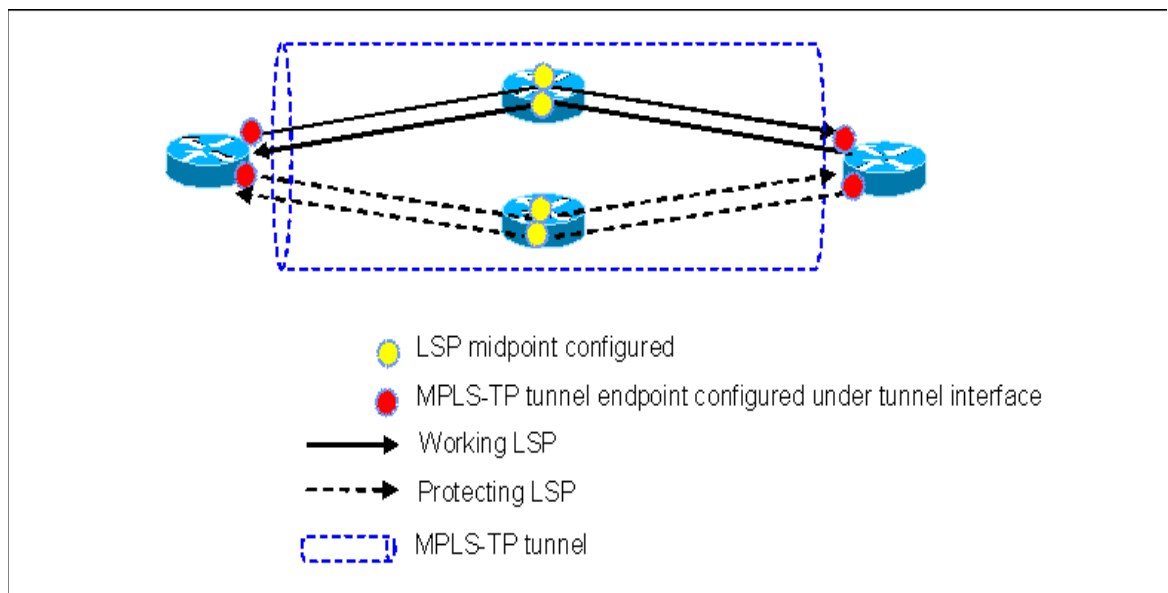 LSP midpoint configured
MPLS-TP tunnel endpoint configured under tunnel interface
Working LSP
Protecting LSP
MPLS-TP tunnel